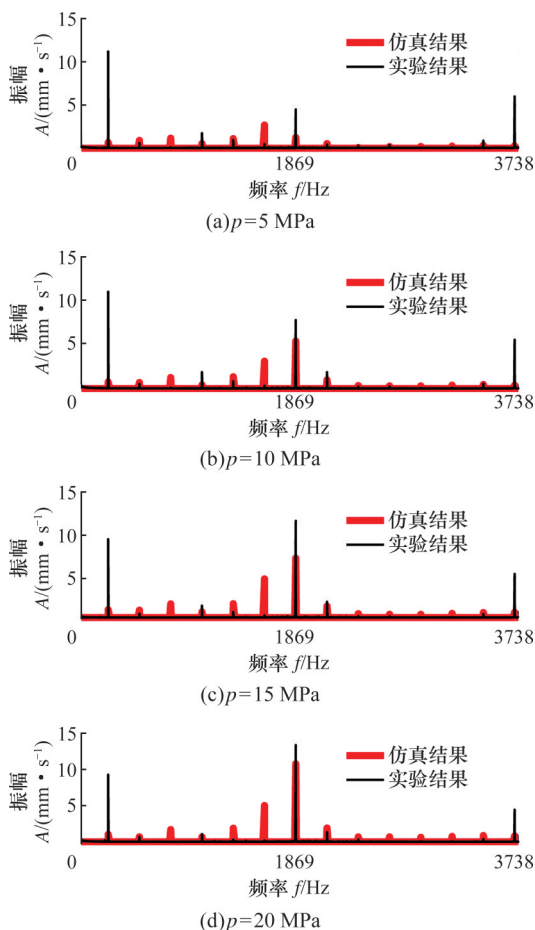 15
10
5
0
振幅
A/(mm·s⁻¹)
仿真结果
实验结果
1869
3738
频率 f/Hz
(a)p=5 MPa
15
10
5
0
振幅
A/(mm·s⁻¹)
仿真结果
实验结果
1869
3738
频率 f/Hz
(b)p=10 MPa
15
10
5
0
振幅
A/(mm·s⁻¹)
仿真结果
实验结果
1869
3738
频率 f/Hz
(c)p=15 MPa
15
10
5
0
振幅
A/(mm·s⁻¹)
仿真结果
实验结果
1869
3738
频率 f/Hz
(d)p=20 MPa